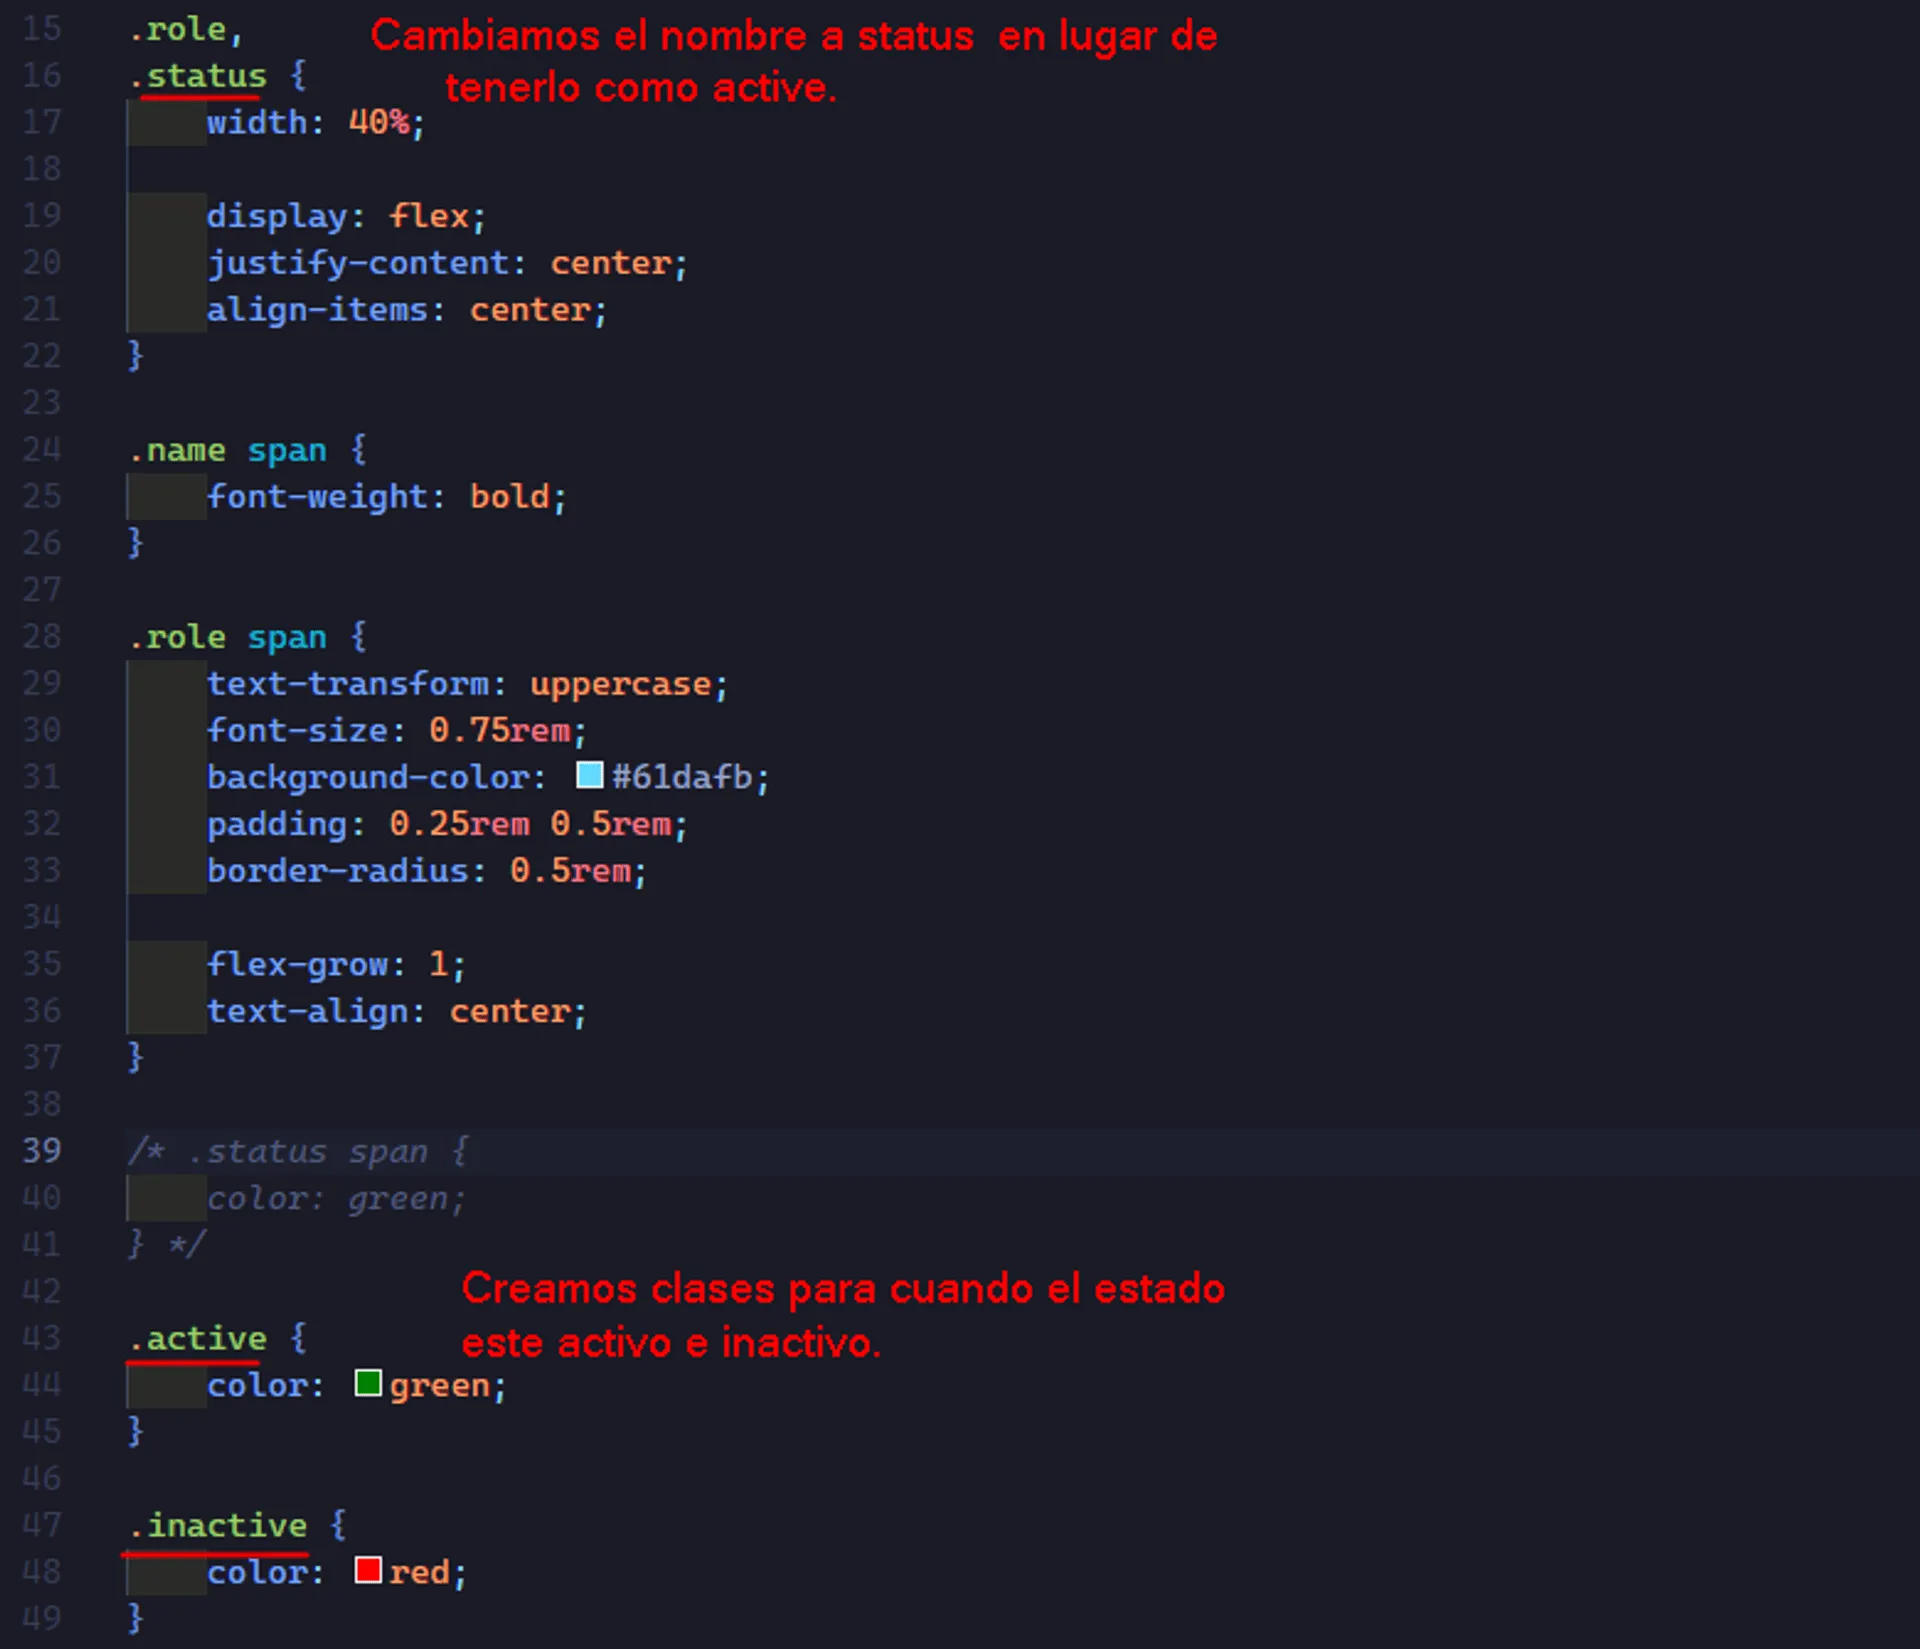 15 .role, Cambiamos el nombre a status en lugar de
16 .status { tenerlo como active.
17 width: 40%;
18
19 display: flex;
20 justify-content: center;
21 align-items: center;
22 }
23
24 .name span {
25 font-weight: bold;
26 }
27
28 .role span {
29 text-transform: uppercase;
30 font-size: 0.75rem;
31 background-color: #61dafb;
32 padding: 0.25rem 0.5rem;
33 border-radius: 0.5rem;
34
35 flex-grow: 1;
36 text-align: center;
37 }
38
39 /* .status span {
40 color: green;
41 } */
42 Creamos clases para cuando el estado
43 .active { este activo e inactivo.
44 color: green;
45 }
46
47 .inactive {
48 color: red;
49 }